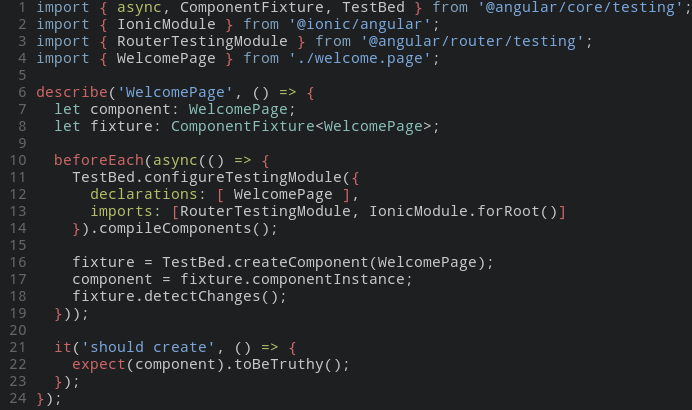 1 import { async, ComponentFixture, TestBed } from '@angular/core/testing';
2 import { IonicModule } from '@ionic/angular';
3 import { RouterTestingModule } from '@angular/router/testing';
4 import { WelcomePage } from './welcome.page';
5
6 describe('WelcomePage', () => {
7   let component: WelcomePage;
8   let fixture: ComponentFixture<WelcomePage>;
9
10   beforeEach(async(() => {
11     TestBed.configureTestingModule({
12       declarations: [ WelcomePage ],
13       imports: [RouterTestingModule, IonicModule.forRoot()]
14     }).compileComponents();
15
16     fixture = TestBed.createComponent(WelcomePage);
17     component = fixture.componentInstance;
18     fixture.detectChanges();
19   }));
20
21   it('should create', () => {
22     expect(component).toBeTruthy();
23   });
24 });